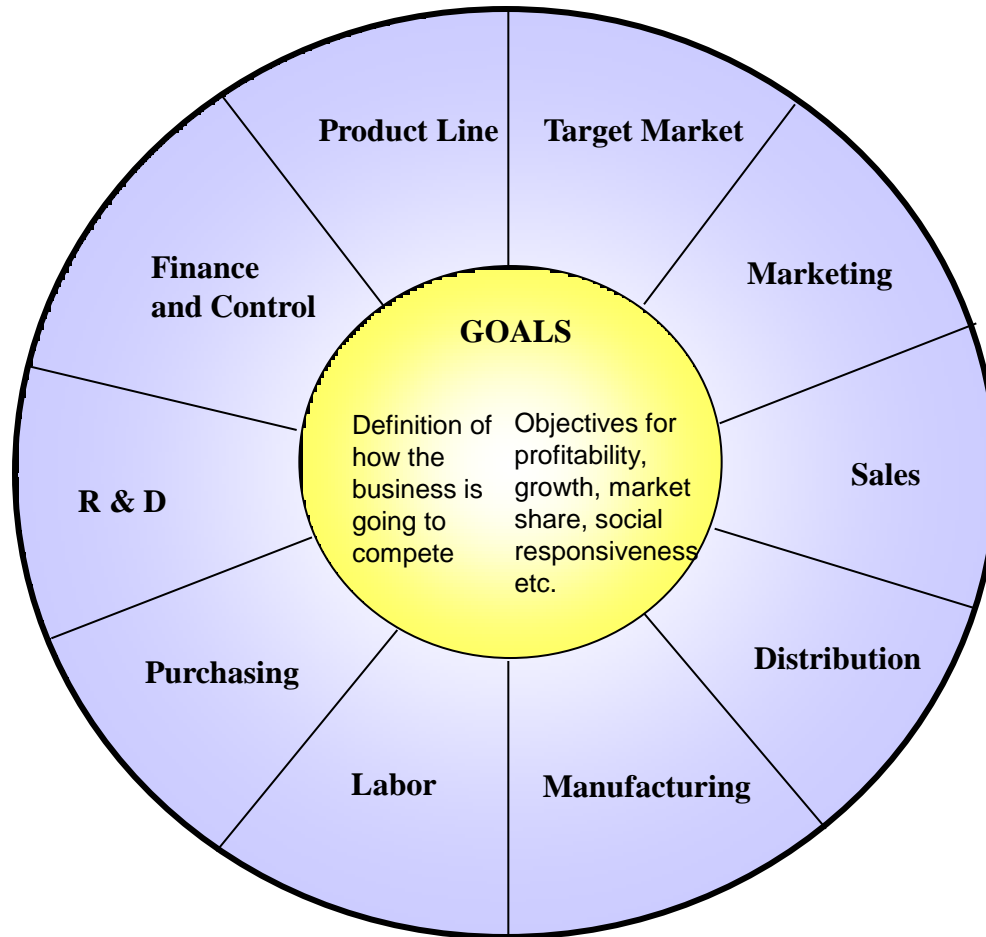 Product Line
Target Market
Finance
and Control
Marketing
GOALS
Definition of
how the
business is
going to
compete
Objectives for
profitability,
growth, market
share, social
responsiveness
etc.
R & D
Sales
Purchasing
Distribution
Labor
Manufacturing